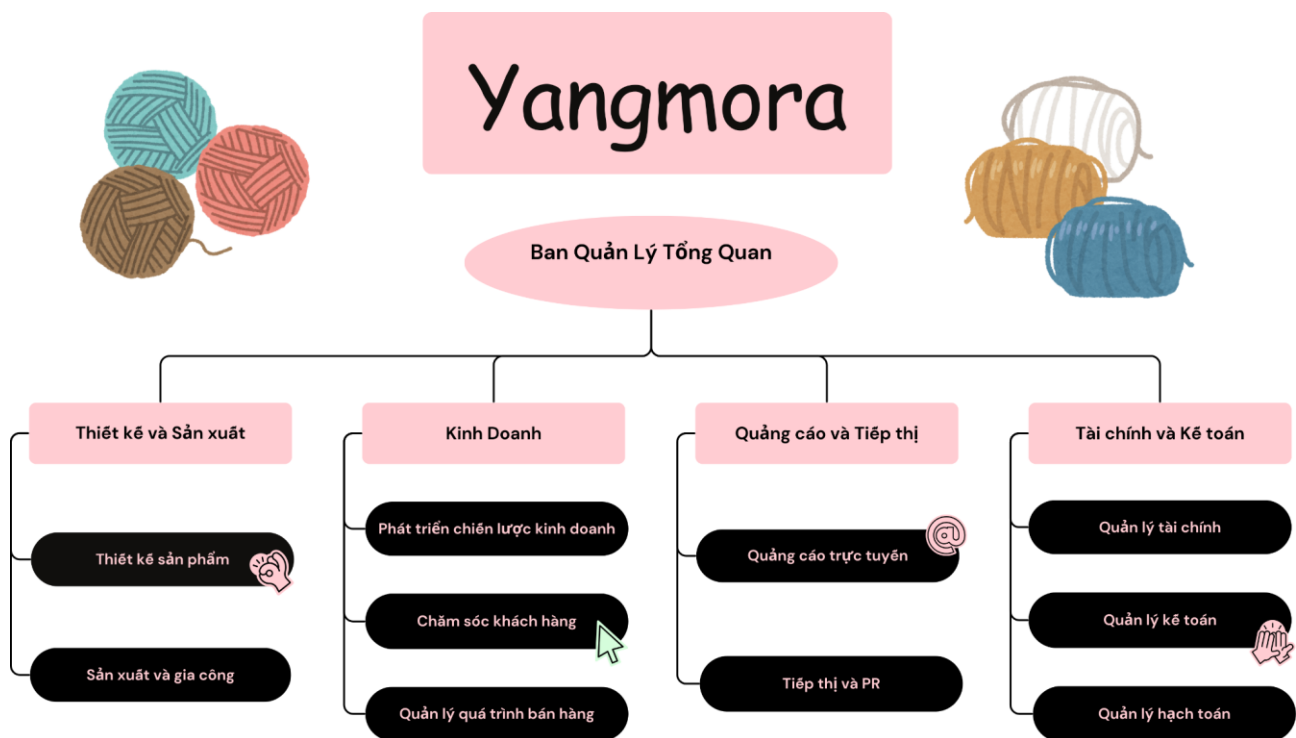 Yangmora
Ban Quản Lý Tổng Quan
Thiết kế và Sản xuất
Thiết kế sản phẩm
Sản xuất và gia công
Kinh Doanh
Phát triển chiến lược kinh doanh
Chăm sóc khách hàng
Quản lý quá trình bán hàng
Quảng cáo và Tiếp thị
Quảng cáo trực tuyến
@
Tiếp thị và PR
Tài chính và Kế toán
Quản lý tài chính
Quản lý kế toán
Quản lý hạch toán